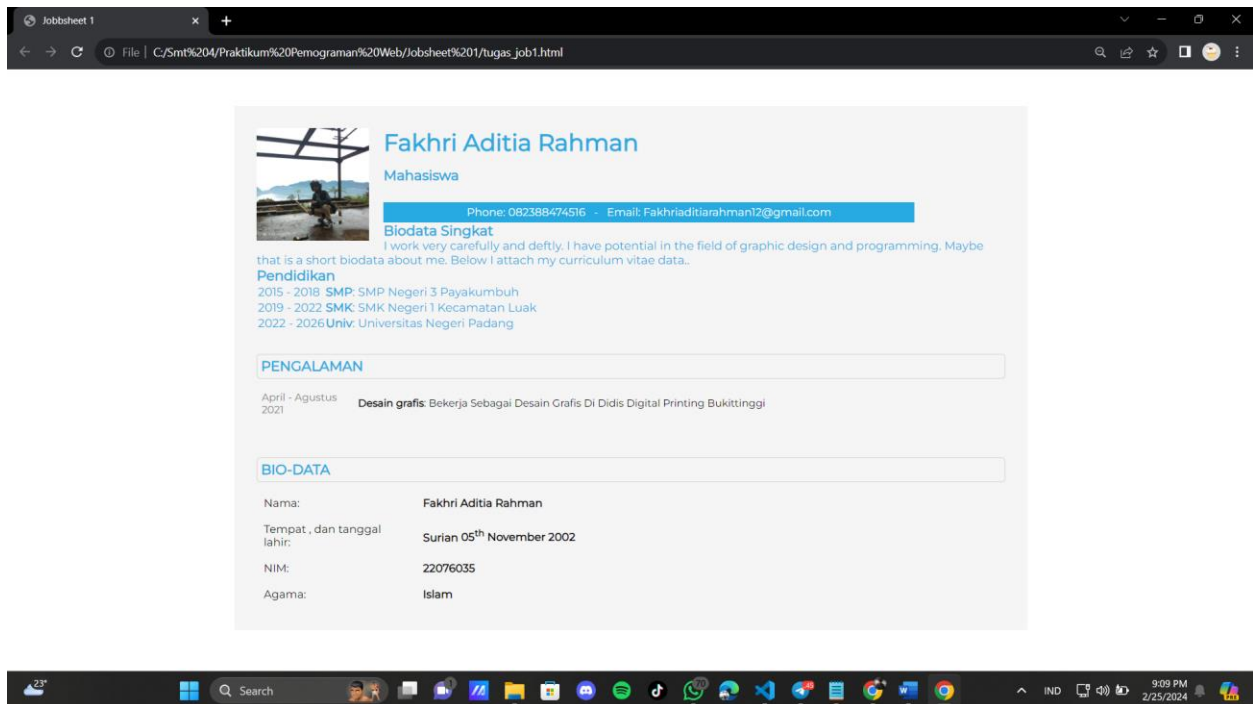 Jobbsheet 1
File | C:/Smt%204/Praktikum%20Pemograman%20Web/Jobsheet%201/tugas_job1.html
Fakhri Aditia Rahman
Mahasiswa
Phone: 082388474516 - Email: Fakhriaditiarahman12@gmail.com
Biodata Singkat
I work very carefully and deftly. I have potential in the field of graphic design and programming. Maybe
that is a short biodata about me. Below I attach my curriculum vitae data..
Pendidikan
2015 - 2018 SMP: SMP Negeri 3 Payakumbuh
2019 - 2022 SMK: SMK Negeri 1 Kecamatan Luak
2022 - 2026 Univ: Universitas Negeri Padang
PENGALAMAN
April - Agustus
2021
Desain grafis: Bekerja Sebagai Desain Grafis Di Didis Digital Printing Bukittinggi
BIO-DATA
Nama: Fakhri Aditia Rahman
Tempat , dan tanggal
lahir:
Surian 05th November 2002
NIM: 22076035
Agama: Islam
23°
Search
IND
9:09 PM
2/25/2024